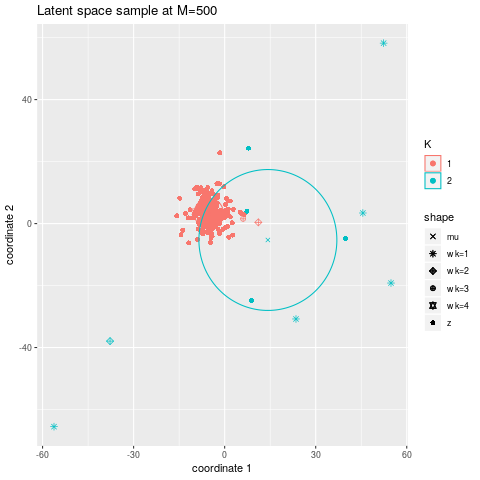 Latent space sample at M=500
coordinate 2
40
0
-40
-60
-30
0
30
60
coordinate 1
K
1
2
shape
mu
w k=1
w k=2
w k=3
w k=4
z